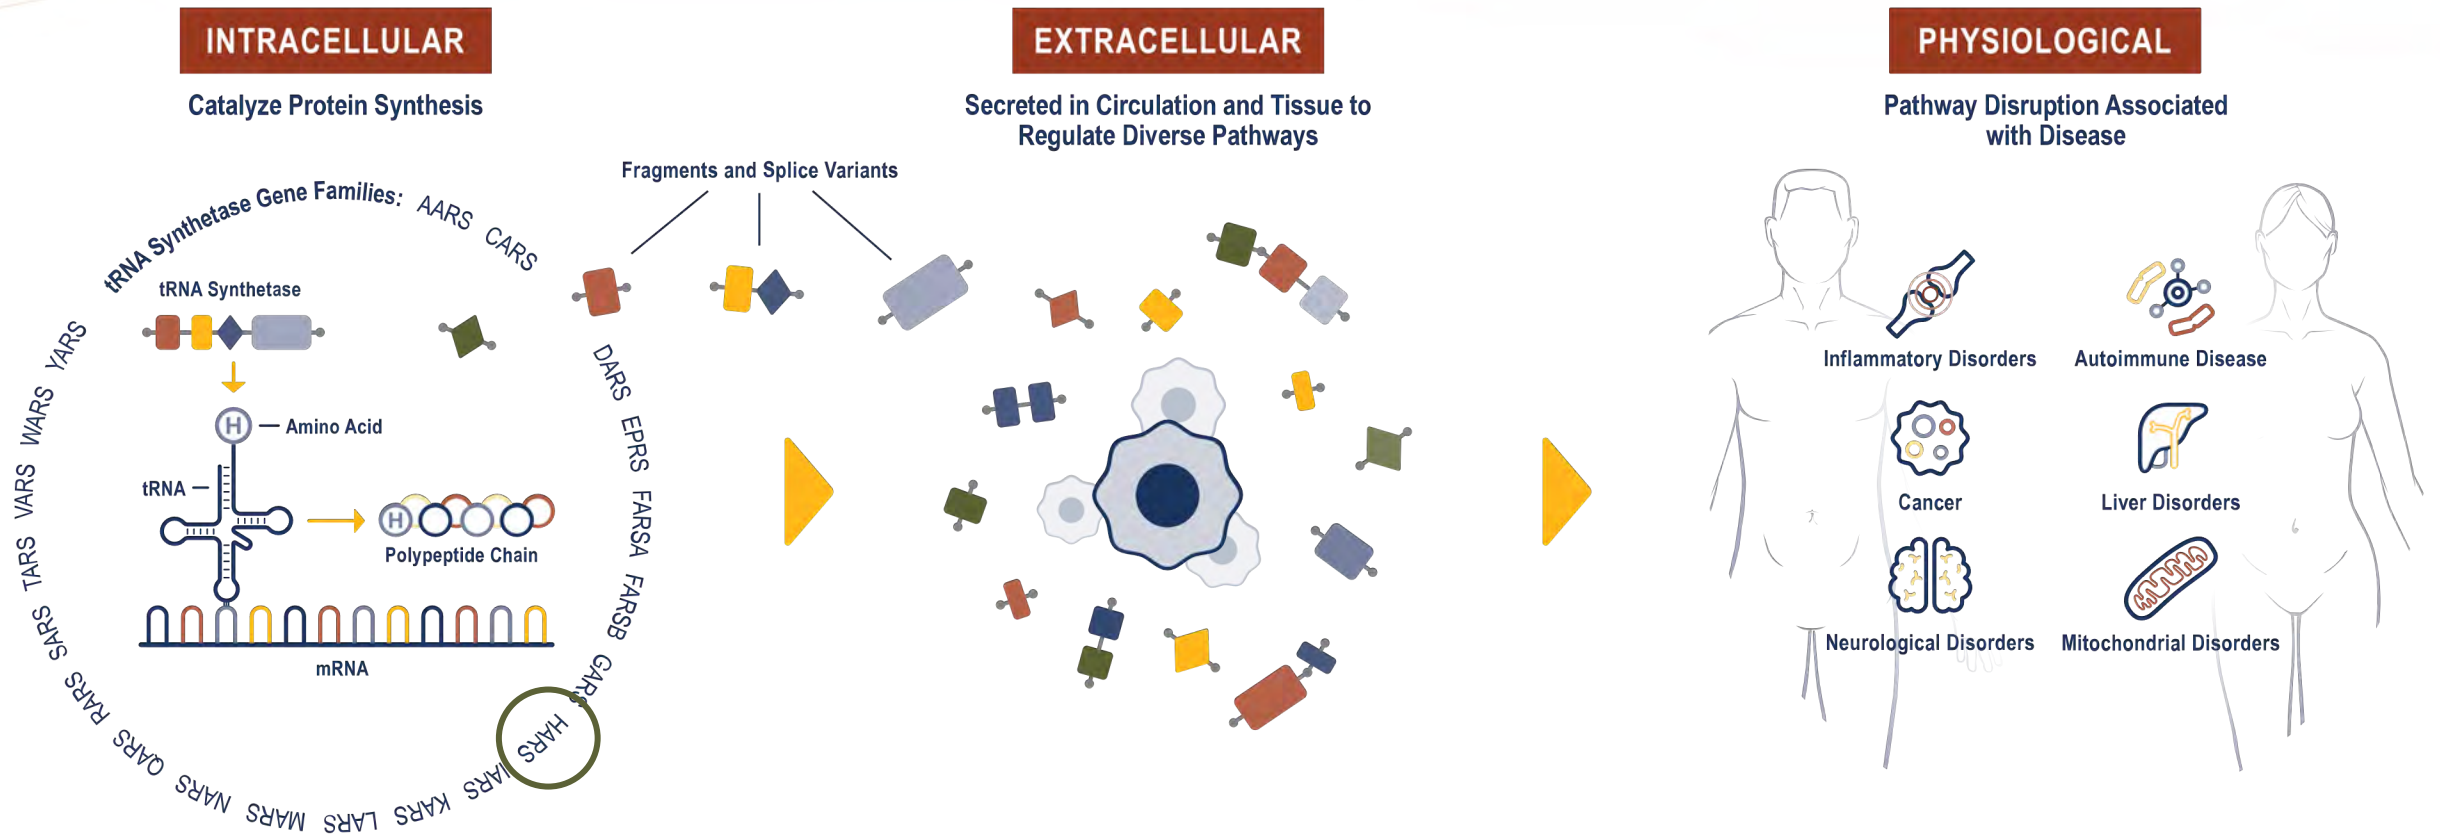 INTRACELLULAR
Catalyze Protein Synthesis
tRNA Synthetase Gene Families: AARS CARS DARS EPRS FARSA FARSB GARS HARS IARS KARS LARS MARS NARS QARS RARS SARS TARS VARS WARS YARS
tRNA Synthetase
H
Amino Acid
tRNA
H
Polypeptide Chain
mRNA
Fragments and Splice Variants
EXTRACELLULAR
Secreted in Circulation and Tissue to
Regulate Diverse Pathways
PHYSIOLOGICAL
Pathway Disruption Associated
with Disease
Inflammatory Disorders
Autoimmune Disease
Cancer
Liver Disorders
Neurological Disorders
Mitochondrial Disorders